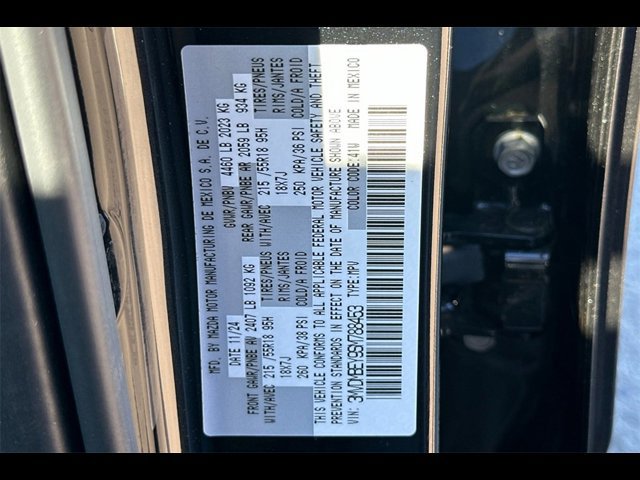 MFD BY MAZDA MOTOR MANUFACTURING DE MEXICO S.A. DE C.V.
DATE 11/24 GVWR/PNBV 4460 LB 2023 KG
FRONT GAWR/PNBE AV 2407 LB 1092 KG REAR GAWR/PNBE AR 2059 LB 934 KG
TIRES/PNEUS TIRES/PNEUS
WITH/AVEC 215/55R18 95H RIMS/JANTES WITH/AVEC 215/55R18 95H RIMS/JANTES
18X7J COLD/A FROID 18X7J COLD/A FROID
260 KPA/38 PSI 250 KPA/36 PSI
THIS VEHICLE CONFORMS TO ALL APPLICABLE FEDERAL MOTOR VEHICLE SAFETY AND THEFT
PREVENTION STANDARDS IN EFFECT ON THE DATE OF MANUFACTURE SHOWN ABOVE
VIN: TYPE:MPV COLOR CODE:41W MADE IN MEXICO